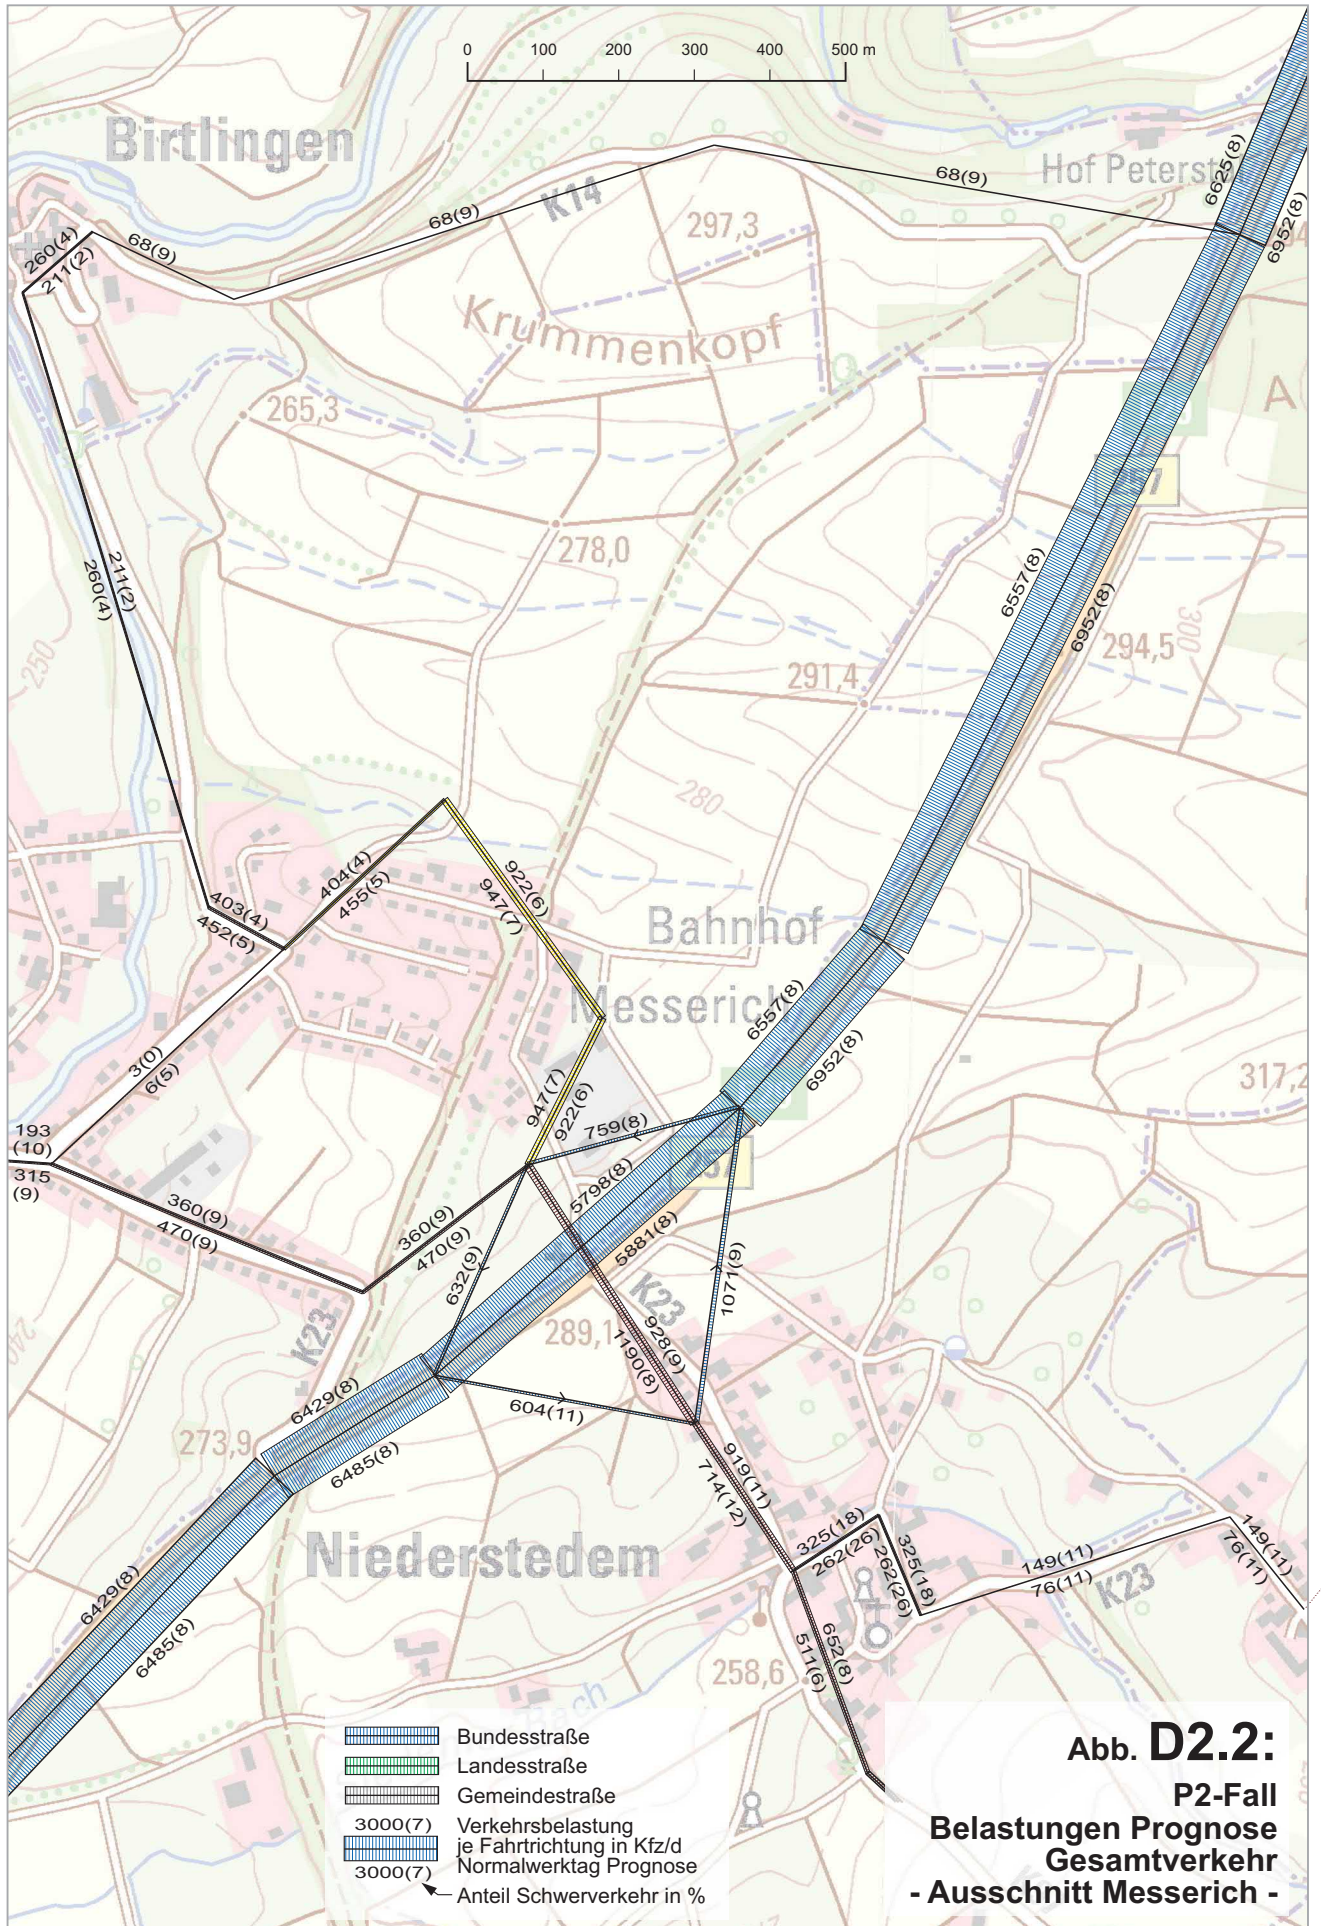 0 100 200 300 400 500 m
Birtlingen
Hof Peterst
K14
68(9)
68(9)
68(9)
6625(8)
6952(8)
260(4)
211(2)
297,3
Krummenkopf
265,3
A
257
278,0
211(2)
260(4)
6557(8)
6952(8)
294,5
300
250
291,4
280
404(4)
455(5)
922(6)
947(7)
403(4)
452(5)
Bahnhof
Messerich
6557(8)
6952(8)
3(0)
6(5)
947(7)
922(6)
317,2
193
(10)
315
(9)
759(8)
257
5798(8)
5881(8)
360(9)
470(9)
360(9)
470(9)
632(9)
1071(9)
K23
K23
289,1
928(9)
1190(8)
6429(8)
6485(8)
604(11)
273,9
919(11)
714(12)
Niederstedem
325(18)
262(26)
325(18)
262(26)
149(11)
76(11)
149(11)
76(11)
K23
6429(8)
6485(8)
652(8)
511(6)
258,6
Bach
Bundesstraße
Landesstraße
Gemeindestraße
3000(7) Verkehrsbelastung
je Fahrtrichtung in Kfz/d
3000(7) Normalwerktag Prognose
Anteil Schwerverkehr in %
Abb. D2.2:
P2-Fall
Belastungen Prognose
Gesamtverkehr
- Ausschnitt Messerich -